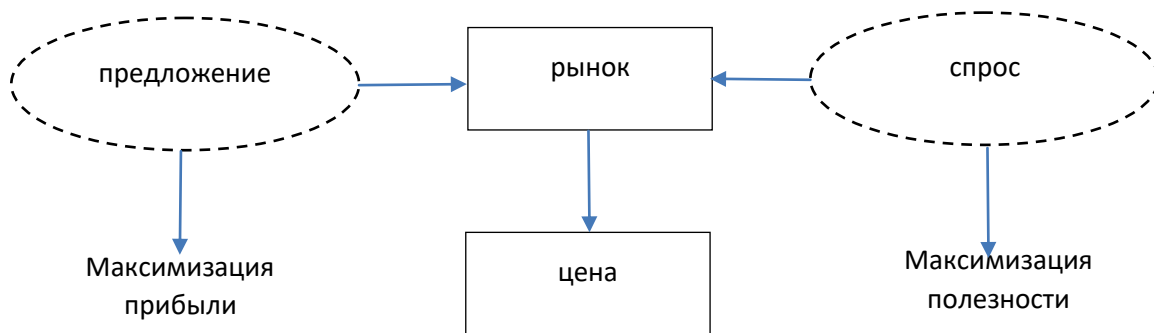 предложение
рынок
спрос
Максимизация
прибыли
цена
Максимизация
полезности